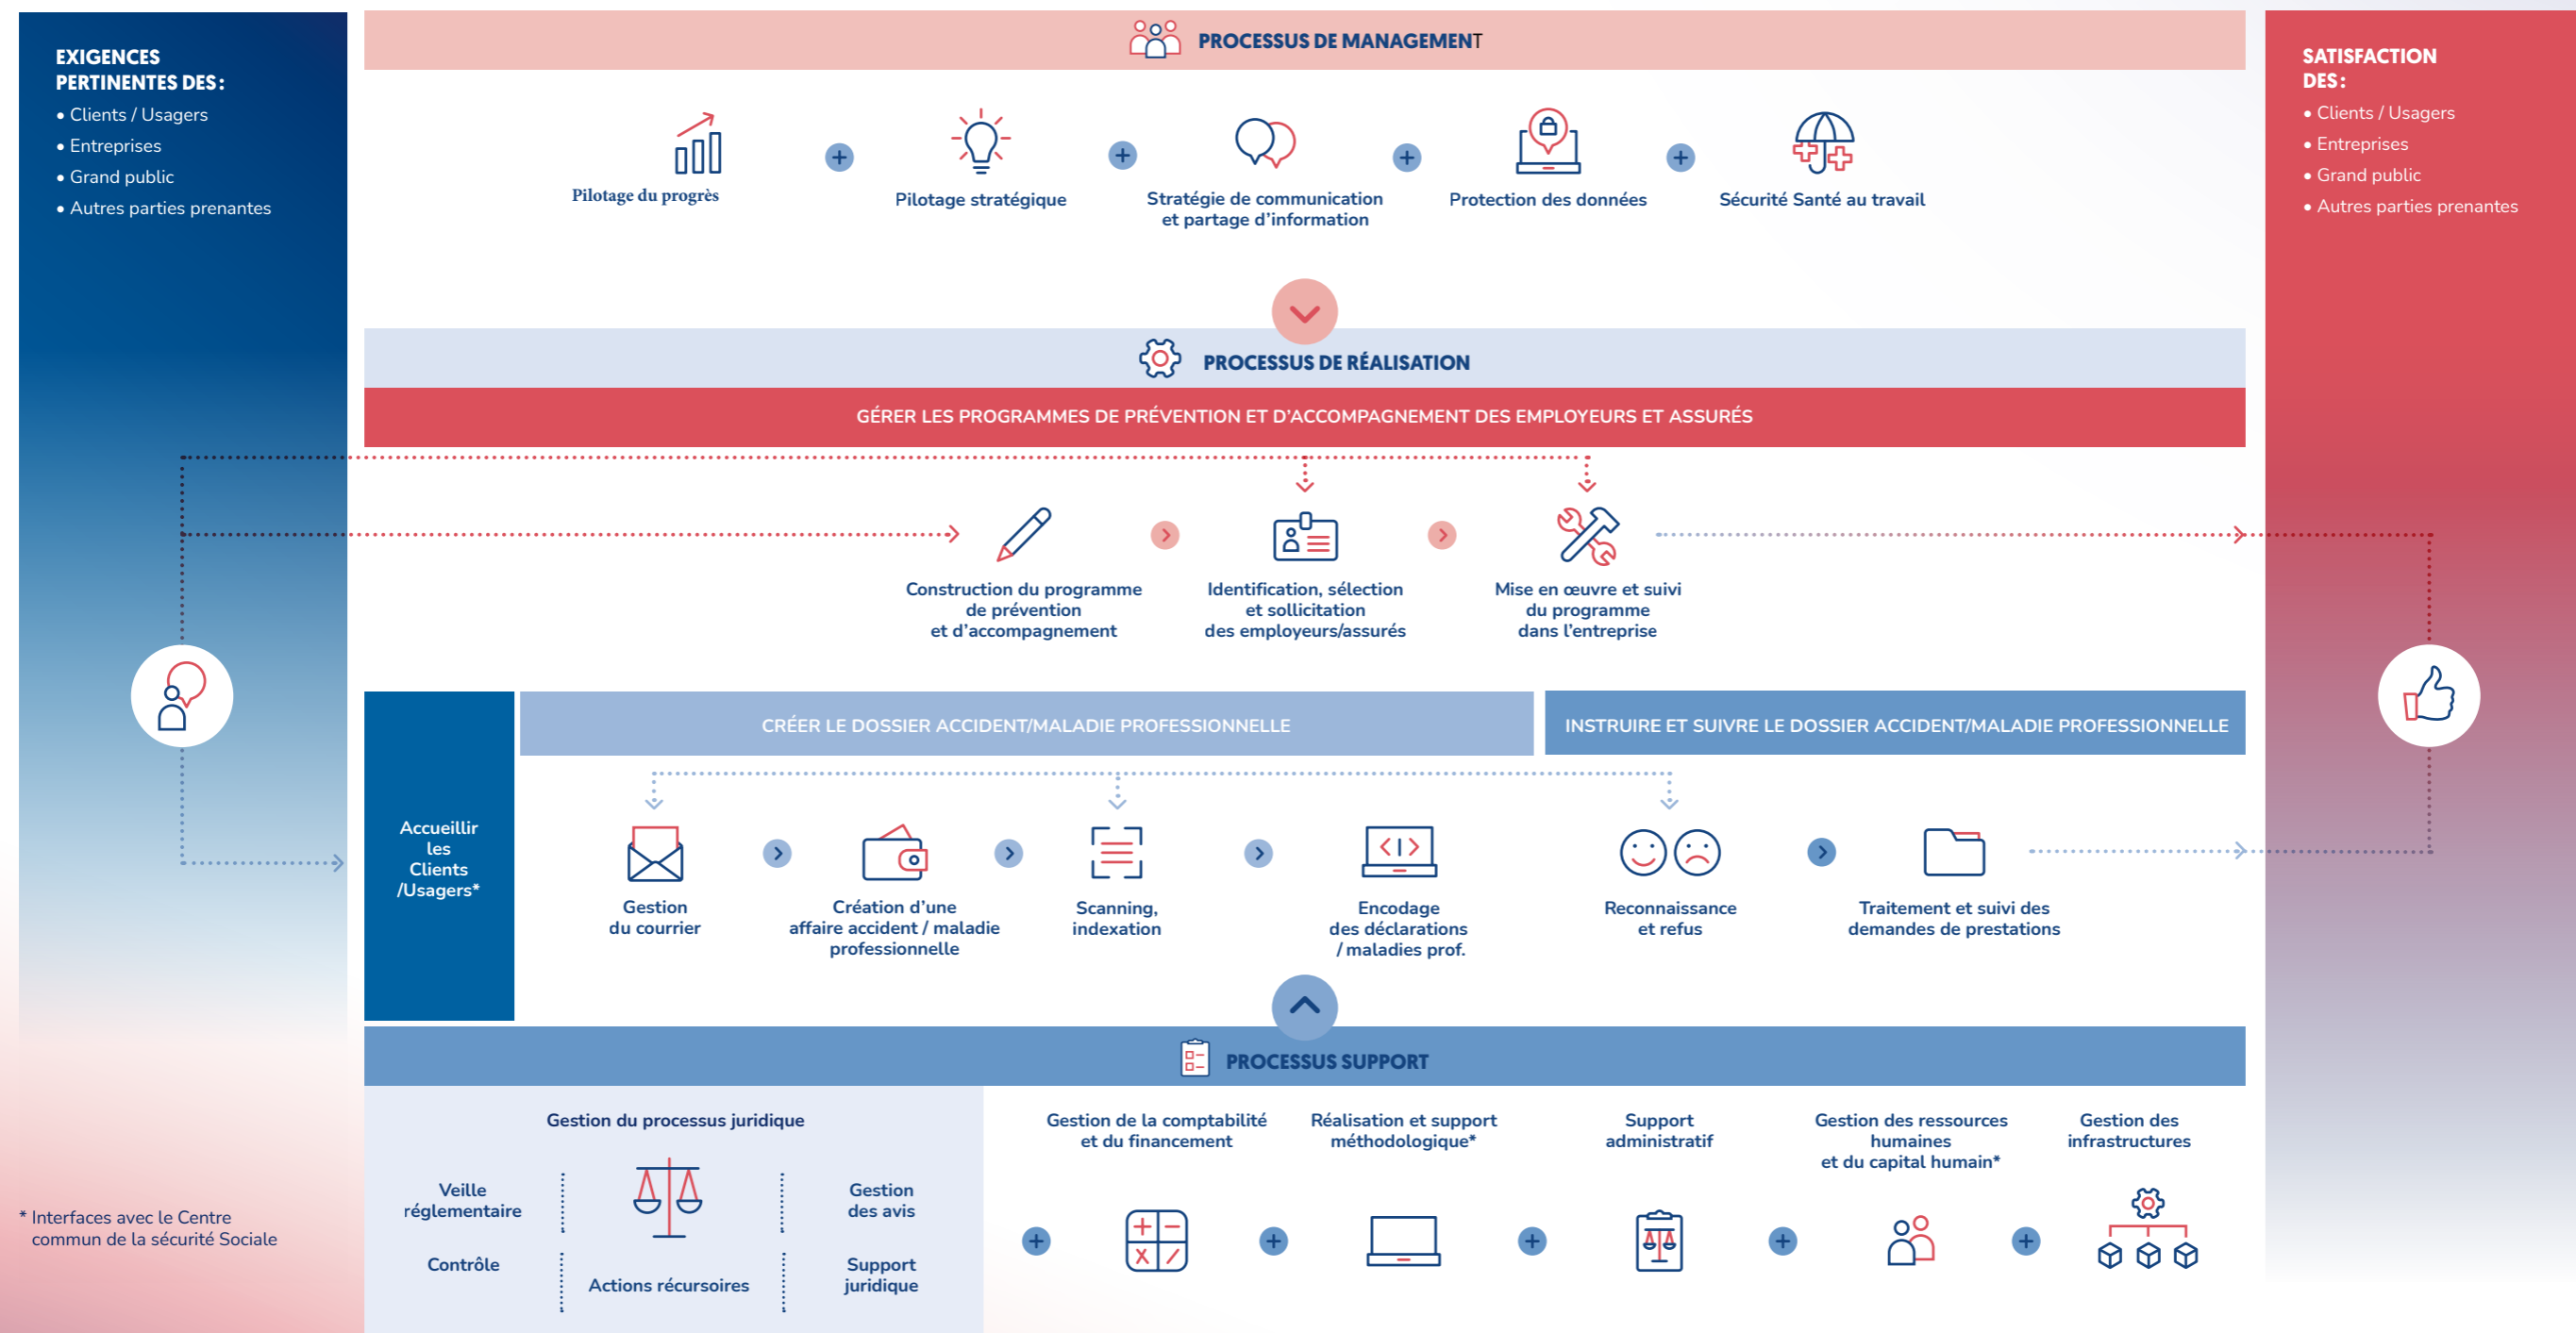 EXIGENCES
PERTINENTES DES :
• Clients / Usagers
• Entreprises
• Grand public
• Autres parties prenantes
PROCESSUS DE MANAGEMENT
Pilotage du progrès
Pilotage stratégique
Stratégie de communication
et partage d’information
Protection des données
Sécurité Santé au travail
SATISFACTION
DES :
• Clients / Usagers
• Entreprises
• Grand public
• Autres parties prenantes
PROCESSUS DE RÉALISATION
GÉRER LES PROGRAMMES DE PRÉVENTION ET D’ACCOMPAGNEMENT DES EMPLOYEURS ET ASSURÉS
Construction du programme
de prévention
et d’accompagnement
Identification, sélection
et sollicitation
des employeurs/assurés
Mise en œuvre et suivi
du programme
dans l’entreprise
Accueillir
les
Clients
/Usagers*
CRÉER LE DOSSIER ACCIDENT/MALADIE PROFESSIONNELLE
INSTRUIRE ET SUIVRE LE DOSSIER ACCIDENT/MALADIE PROFESSIONNELLE
Gestion
du courrier
Création d’une
affaire accident / maladie
professionnelle
Scanning,
indexation
Encodage
des déclarations
/ maladies prof.
Reconnaissance
et refus
Traitement et suivi des
demandes de prestations
PROCESSUS SUPPORT
Gestion du processus juridique
Veille
réglementaire
Contrôle
Actions récursoires
Gestion
des avis
Support
juridique
Gestion de la comptabilité
et du financement
Réalisation et support
méthodologique*
Support
administratif
Gestion des ressources
humaines
et du capital humain*
Gestion des
infrastructures
* Interfaces avec le Centre
commun de la sécurité Sociale